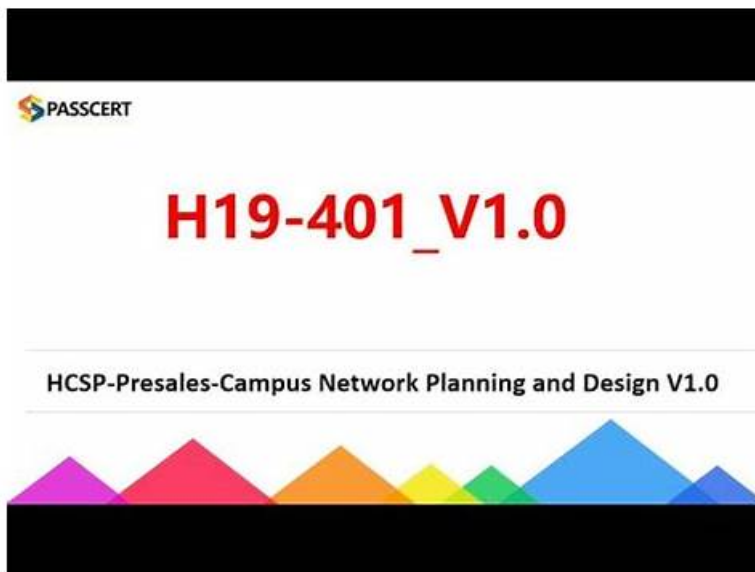 PASSCERT
H19-401_V1.0
HCSP-Presales-Campus Network Planning and Design V1.0